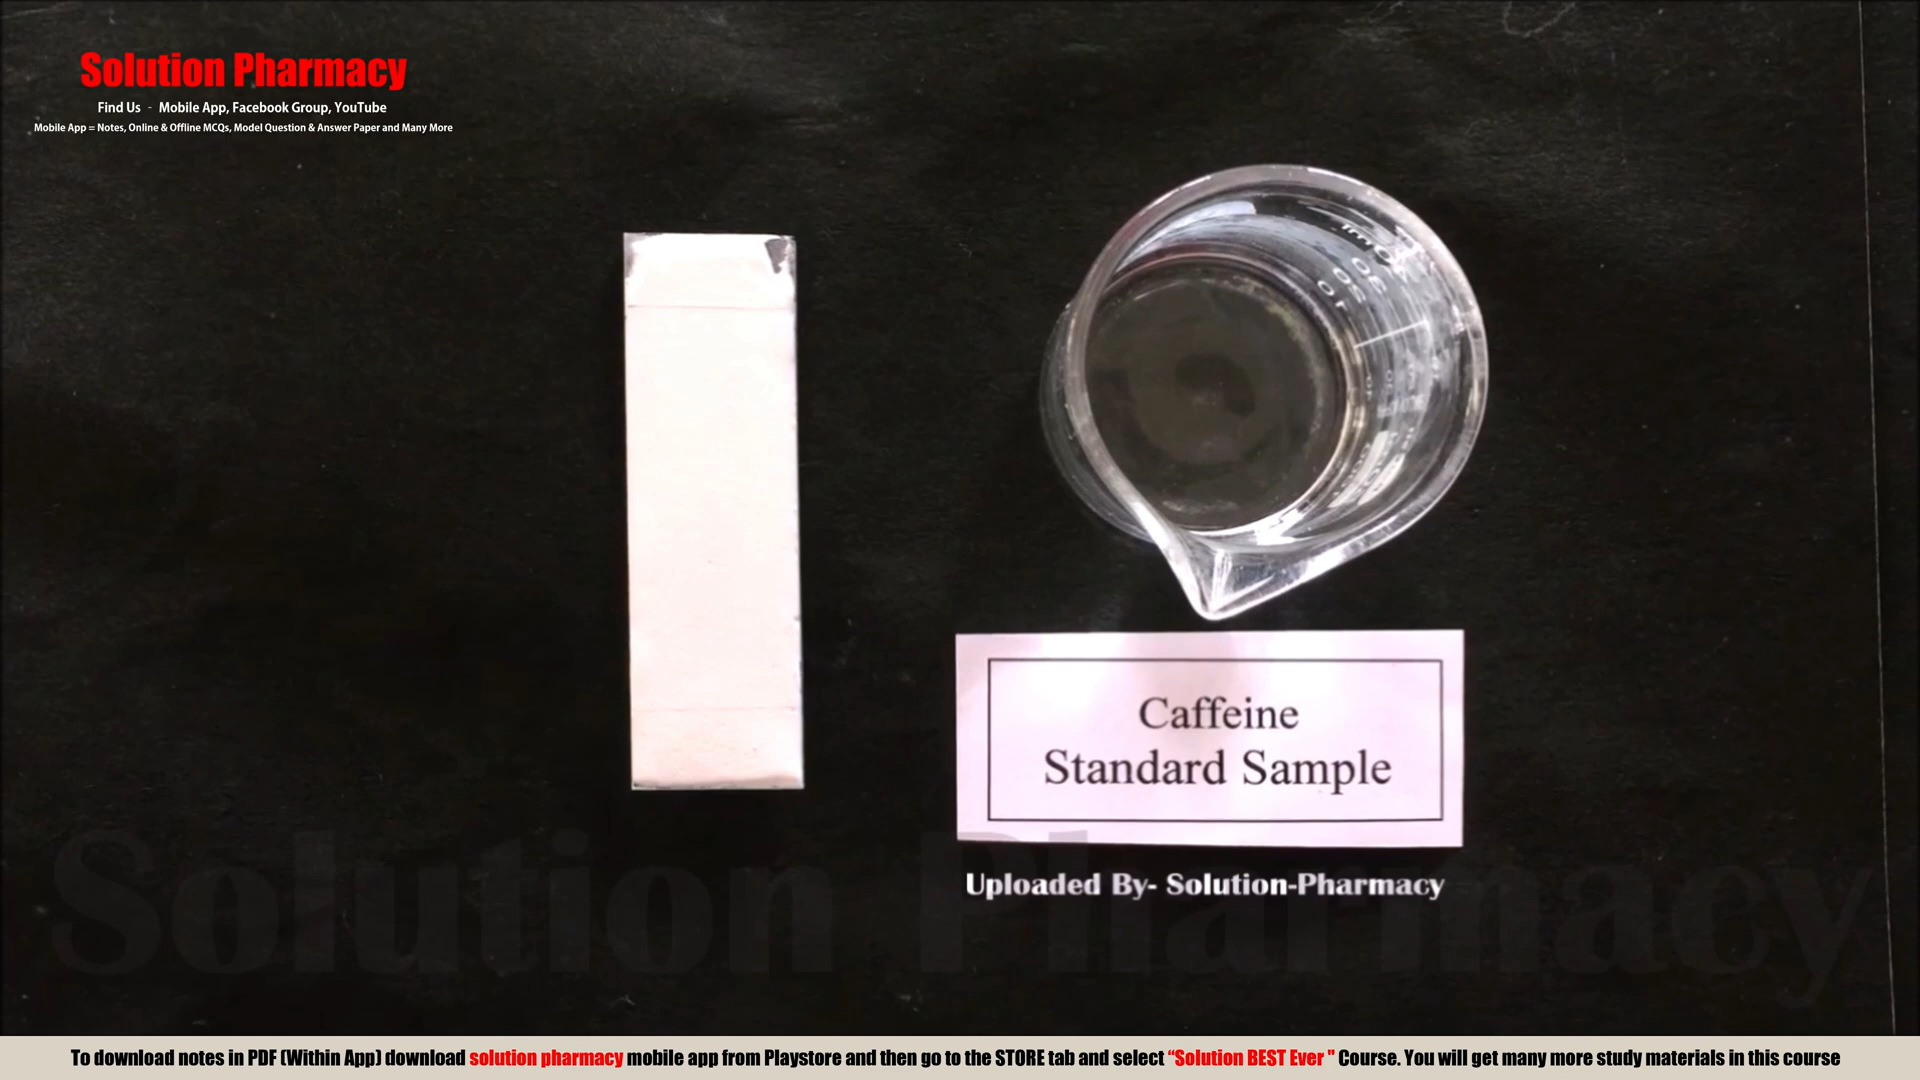 Solution Pharmacy
Find Us - Mobile App, Facebook Group, YouTube
Mobile App = Notes, Online & Offline MCQs, Model Question & Answer Paper and Many More
Caffeine
Standard Sample
Uploaded By- Solution-Pharmacy
Solution Pharmacy
To download notes in PDF (Within App) download solution pharmacy mobile app from Playstore and then go to the STORE tab and select “Solution BEST Ever " Course. You will get many more study materials in this course